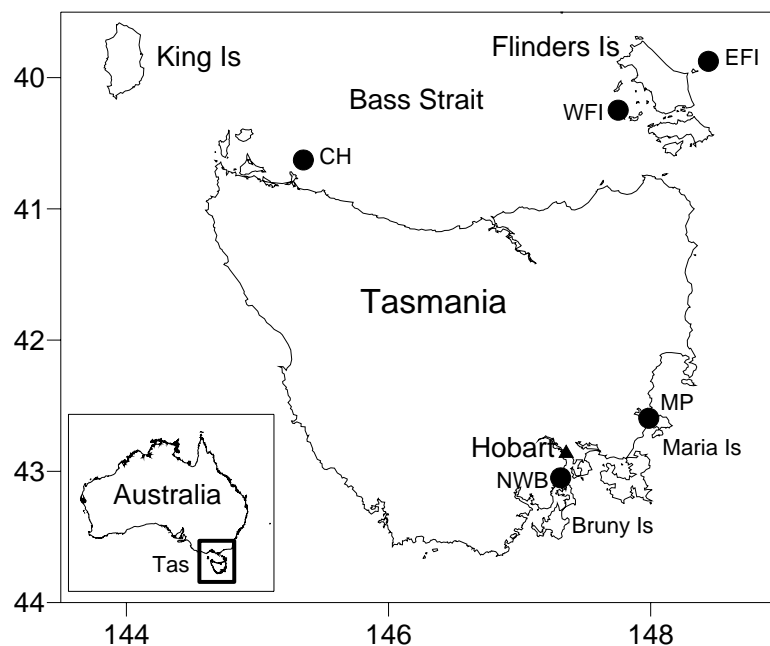 Flinders Is
King Is
EFI
40
Bass Strait
WFI
CH
41
Tasmania
42
MP
Hobart
Maria Is
43
NWB
Australia
Bruny Is
Tas
44
144
146
148